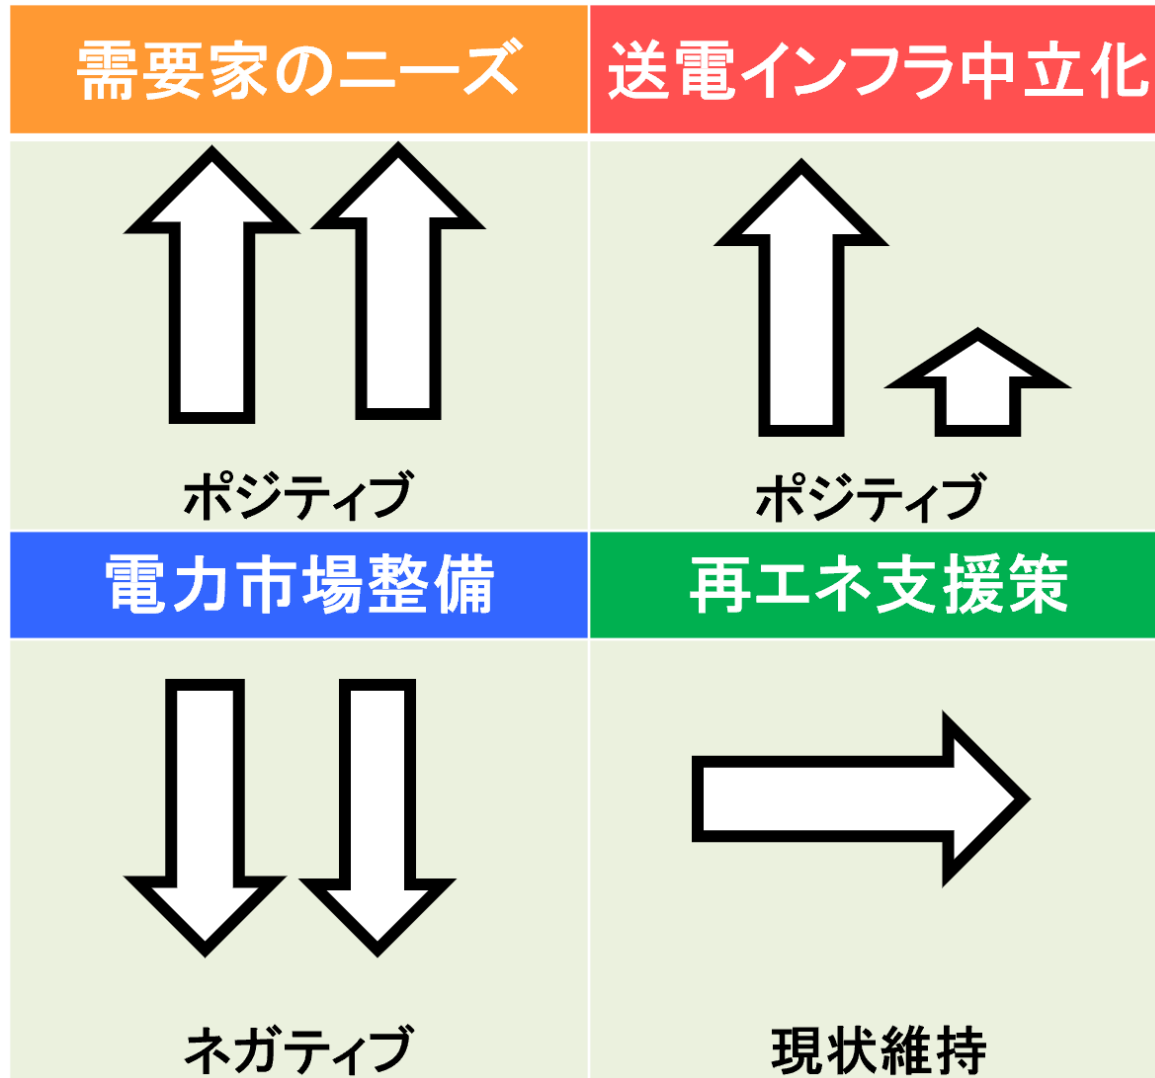 需要家のニーズ
送電インフラ中立化
ポジティブ
ポジティブ
電力市場整備
再エネ支援策
ネガティブ
現状維持